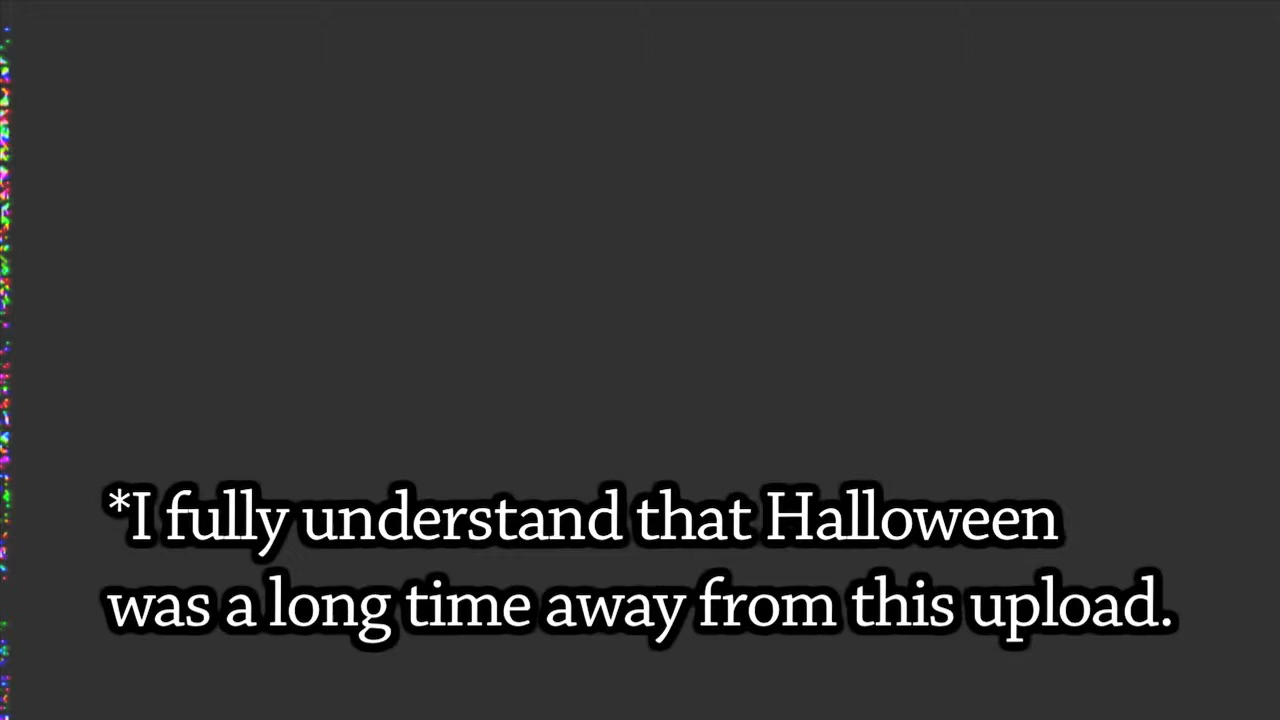 *I fully understand that Halloween
was a long time away from this upload.